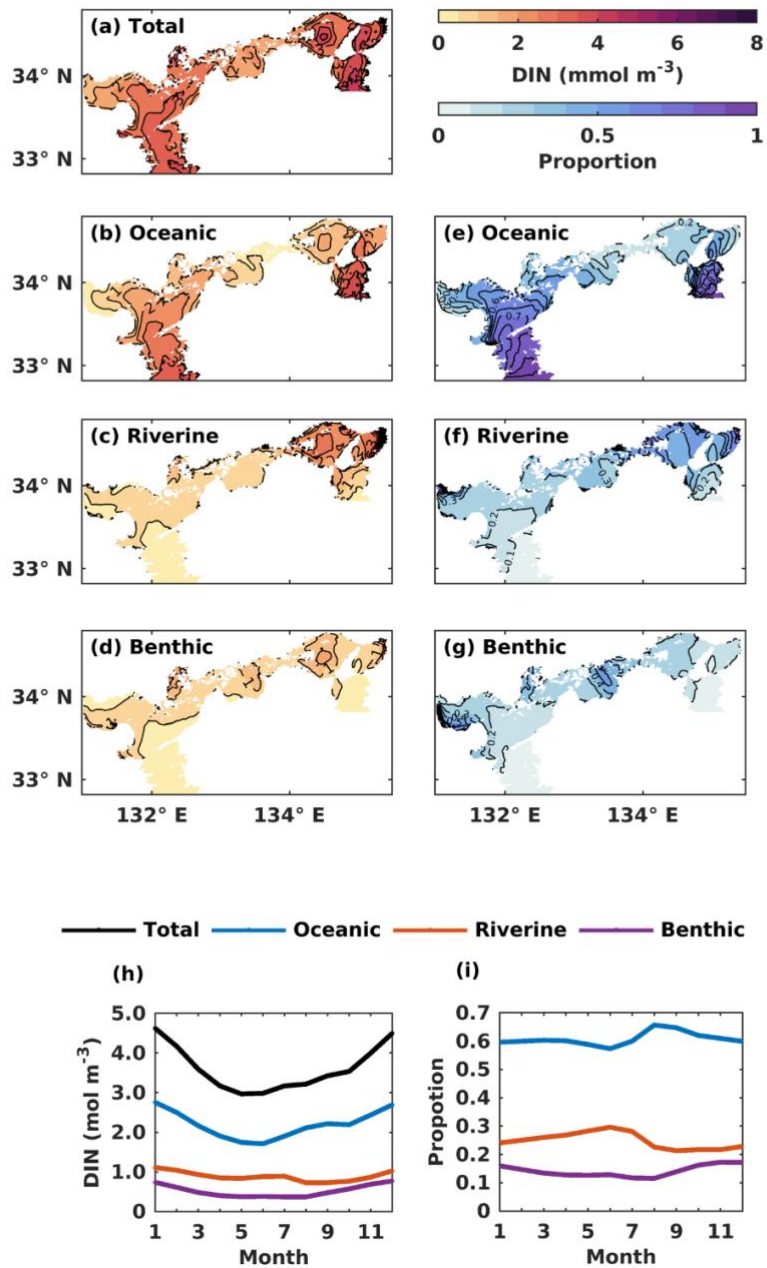 (a) Total
34° N
33° N
0 2 4 6 8
DIN (mmol m⁻³)
0 0.5 1
Proportion
(b) Oceanic
34° N
33° N
(e) Oceanic
0.2
0.7
(c) Riverine
34° N
33° N
(f) Riverine
0.3
0.3
0.2
0.1
(d) Benthic
34° N
33° N
132° E 134° E
(g) Benthic
0.2
132° E 134° E
Total Oceanic Riverine Benthic
(h)
5.0
4.0
3.0
2.0
1.0
0
DIN (mol m⁻³)
1 3 5 7 9 11
Month
(i)
0.7
0.6
0.5
0.4
0.3
0.2
0.1
0
Propotion
1 3 5 7 9 11
Month